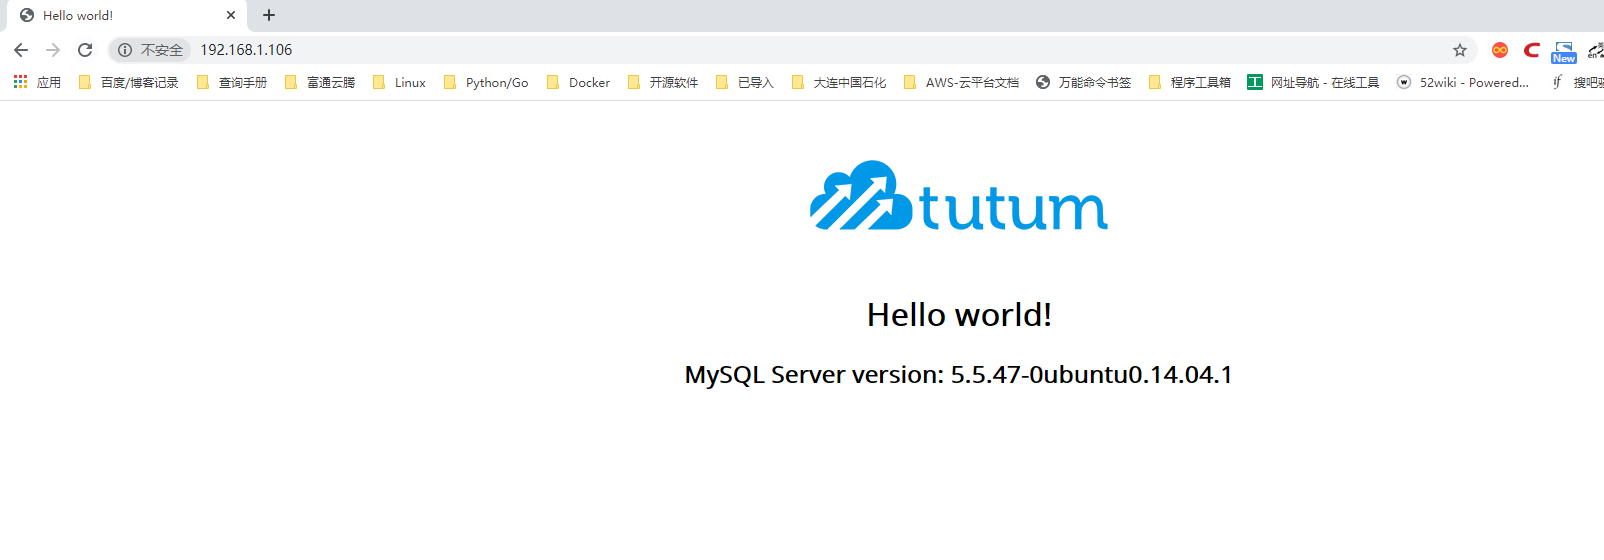 Hello world!
不安全 192.168.1.106
New
应用 百度/博客记录 查询手册 富通云腾 Linux Python/Go Docker 开源软件 已导入 大连中国石化 AWS-云平台文档 万能命令书签 程序工具箱 工 网址导航 - 在线工具 W 52wiki - Powered... if 搜吧
tutum
Hello world!
MySQL Server version: 5.5.47-0ubuntu0.14.04.1